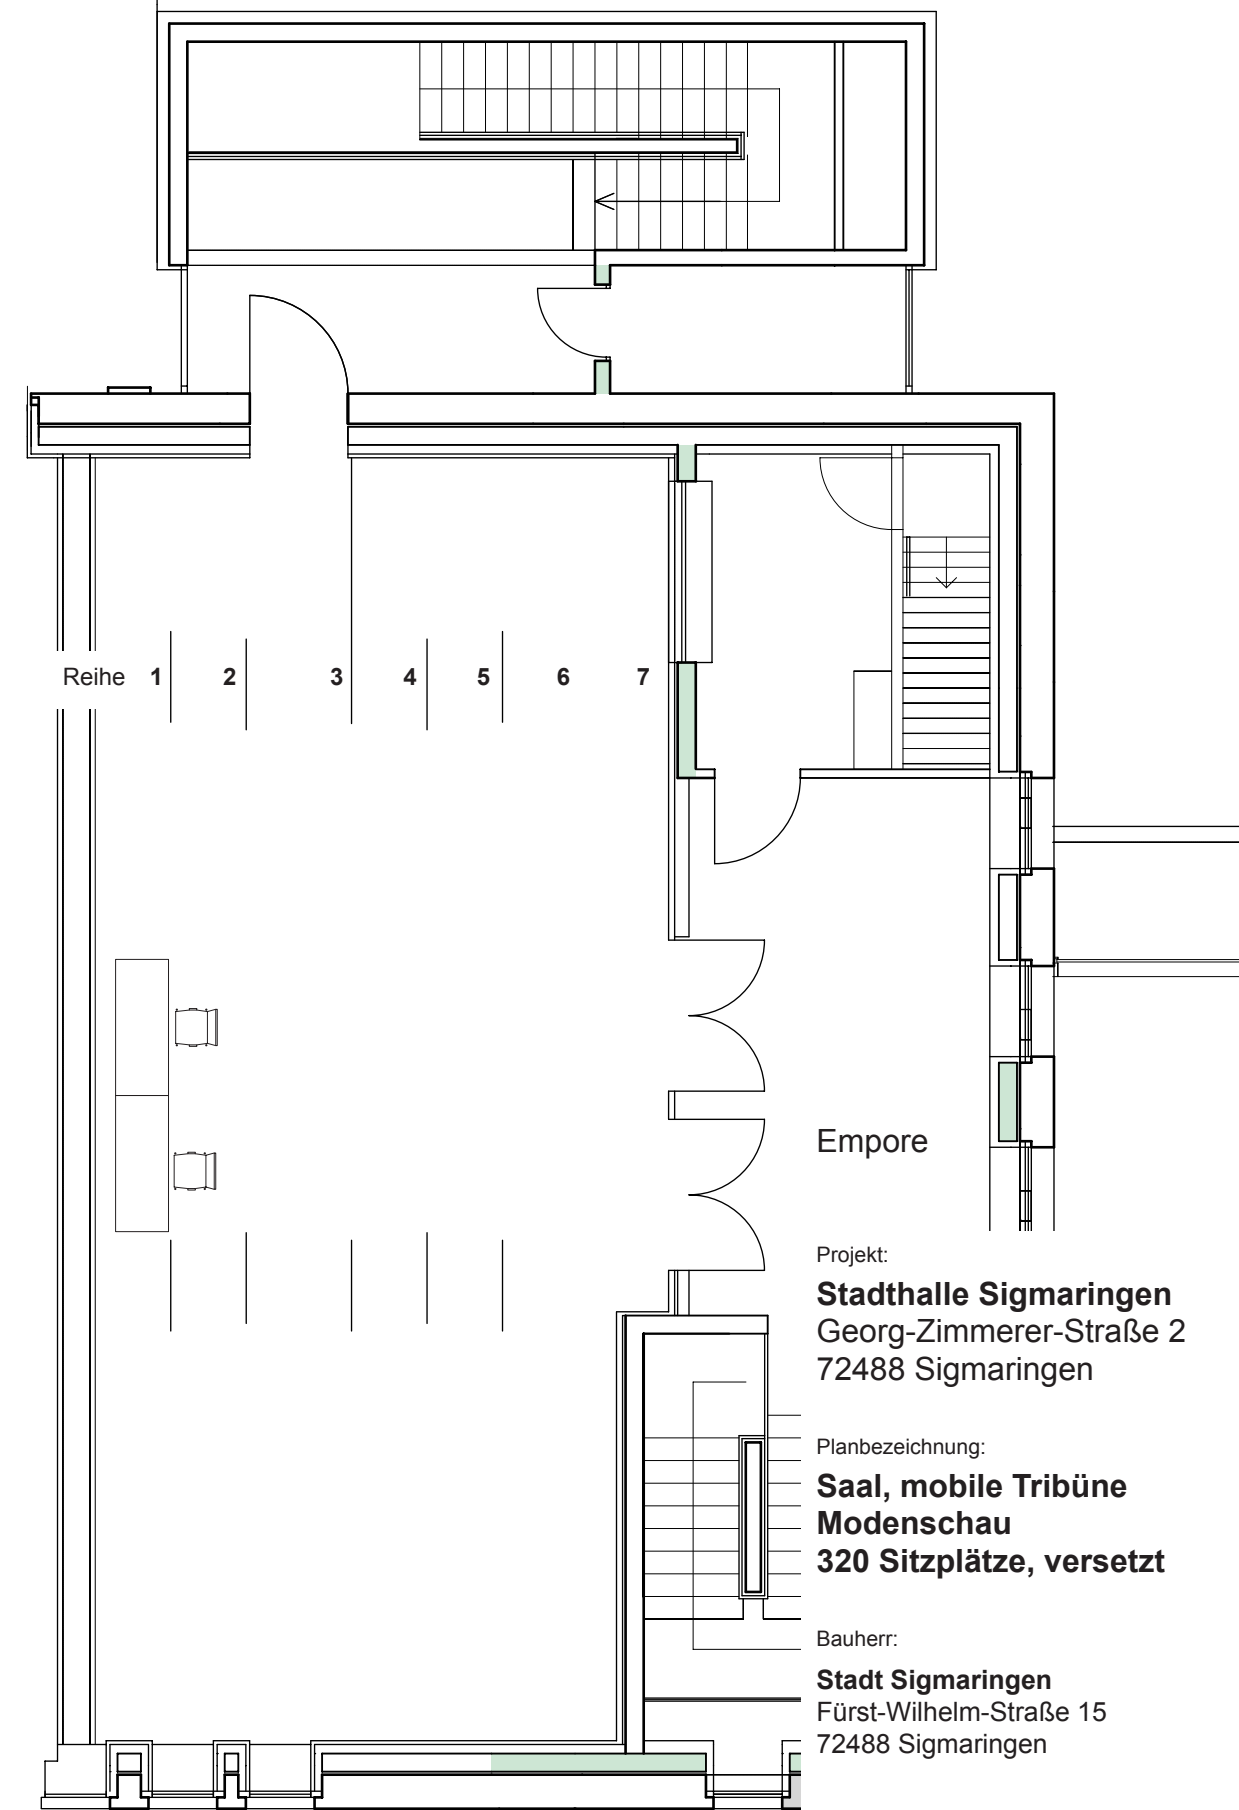 Reihe 1 2 3 4 5 6 7
Empore
Projekt:
Stadthalle Sigmaringen
Georg-Zimmerer-Straße 2
72488 Sigmaringen
Planbezeichnung:
Saal, mobile Tribüne
Modenschau
320 Sitzplätze, versetzt
Bauherr:
Stadt Sigmaringen
Fürst-Wilhelm-Straße 15
72488 Sigmaringen